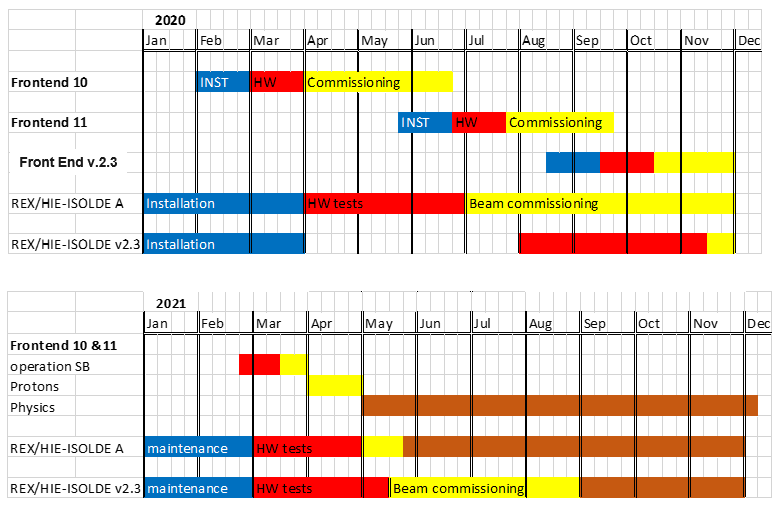 2020
Jan Feb Mar Apr May Jun Jul Aug Sep Oct Nov Dec
Frontend 10 INST HW Commissioning
Frontend 11 INST HW Commissioning
Front End v.2.3
REX/HIE-ISOLDE A Installation HW tests Beam commissioning
REX/HIE-ISOLDE v2.3 Installation
2021
Jan Feb Mar Apr May Jun Jul Aug Sep Oct Nov Dec
Frontend 10 &11
operation SB
Protons
Physics
REX/HIE-ISOLDE A maintenance HW tests
REX/HIE-ISOLDE v2.3 maintenance HW tests Beam commissioning